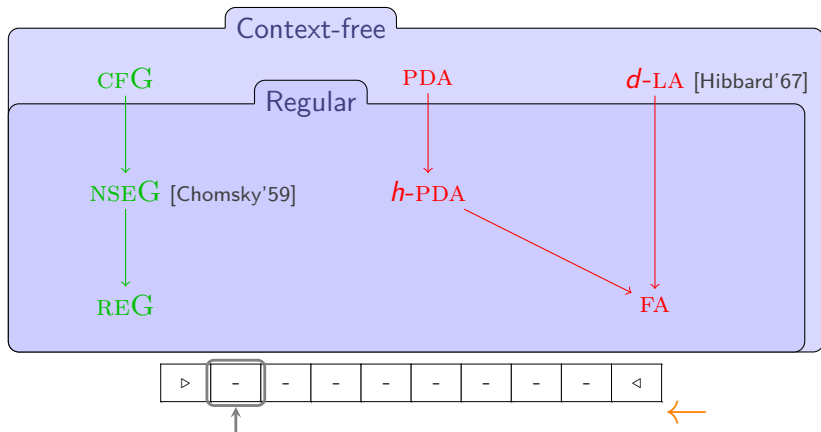 Context-free
CFG PDA d-LA [Hibbard'67]
Regular
NSEG [Chomsky'59] h-PDA
REG FA
▷ - - - - - - - - ◁